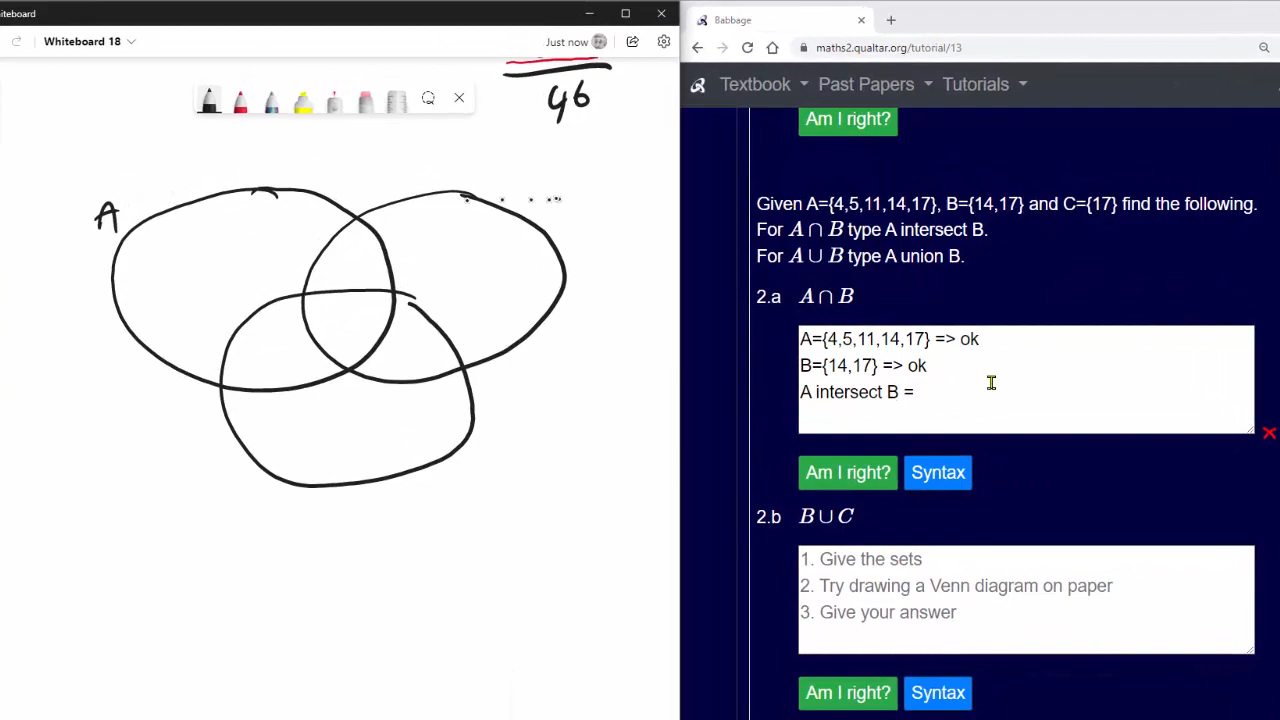 iteboard
Whiteboard 18
Just now
46
A
Babbage
maths2.qualtar.org/tutorial/13
Textbook Past Papers Tutorials
Am I right?
Given A={4,5,11,14,17}, B={14,17} and C={17} find the following.
For A ∩ B type A intersect B.
For A ∪ B type A union B.
2.a A ∩ B
A={4,5,11,14,17} => ok
B={14,17} => ok
A intersect B =
Am I right? Syntax
2.b B ∪ C
1. Give the sets
2. Try drawing a Venn diagram on paper
3. Give your answer
Am I right? Syntax